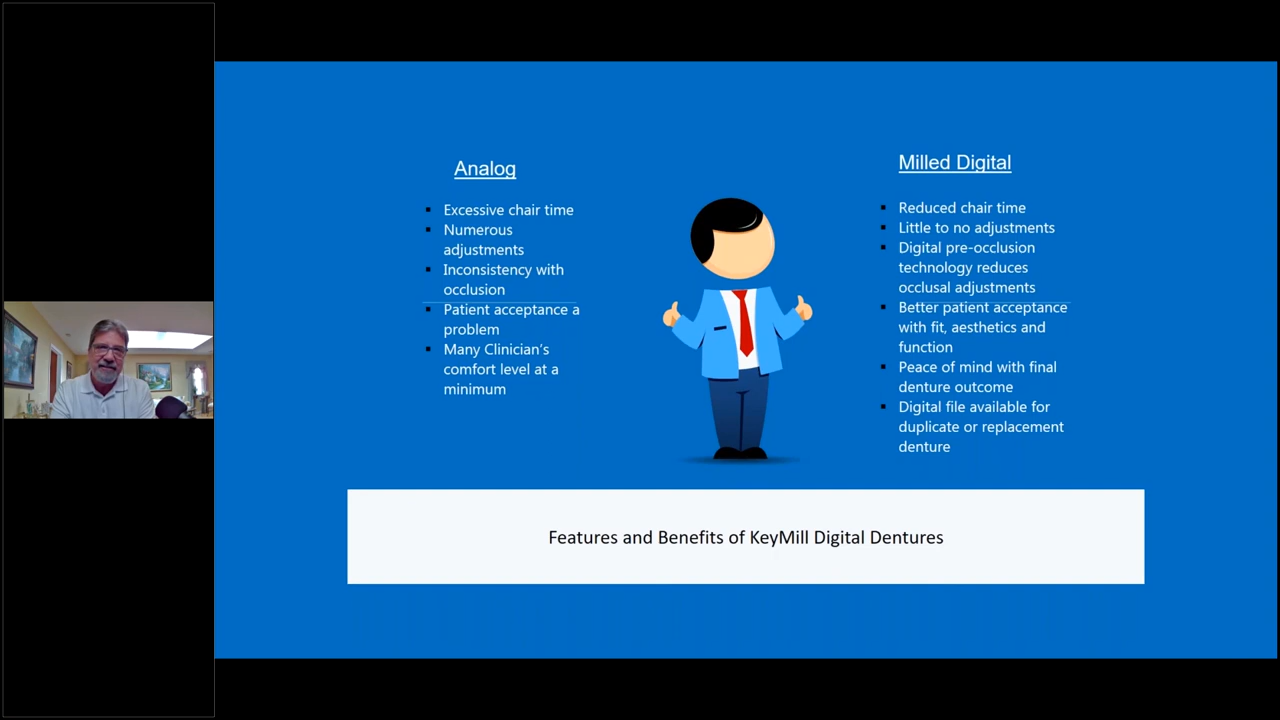 Analog
Excessive chair time
Numerous
adjustments
Inconsistency with
occlusion
Patient acceptance a
problem
Many Clinician's
comfort level at a
minimum
Milled Digital
Reduced chair time
Little to no adjustments
Digital pre-occlusion
technology reduces
occlusal adjustments
Better patient acceptance
with fit, aesthetics and
function
Peace of mind with final
denture outcome
Digital file available for
duplicate or replacement
denture
Features and Benefits of KeyMill Digital Dentures